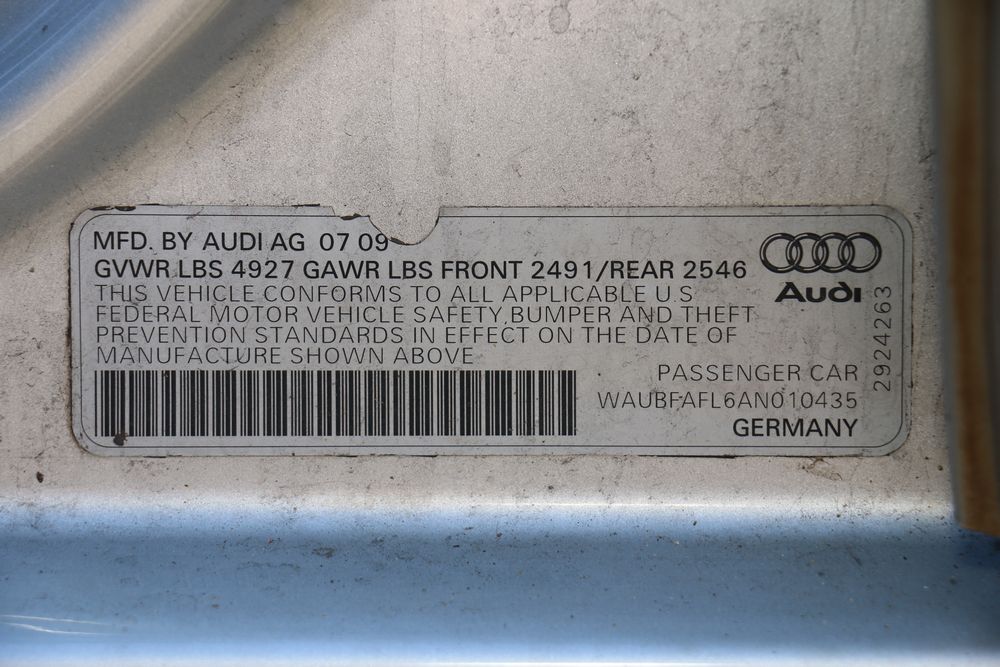 MFD. BY AUDI AG 07 09
GVWR LBS 4927 GAWR LBS FRONT 2491/REAR 2546
THIS VEHICLE CONFORMS TO ALL APPLICABLE U.S
FEDERAL MOTOR VEHICLE SAFETY,BUMPER AND THEFT
PREVENTION STANDARDS IN EFFECT ON THE DATE OF
MANUFACTURE SHOWN ABOVE
Audi
2924263
PASSENGER CAR
WAUBFAFL6AN010435
GERMANY